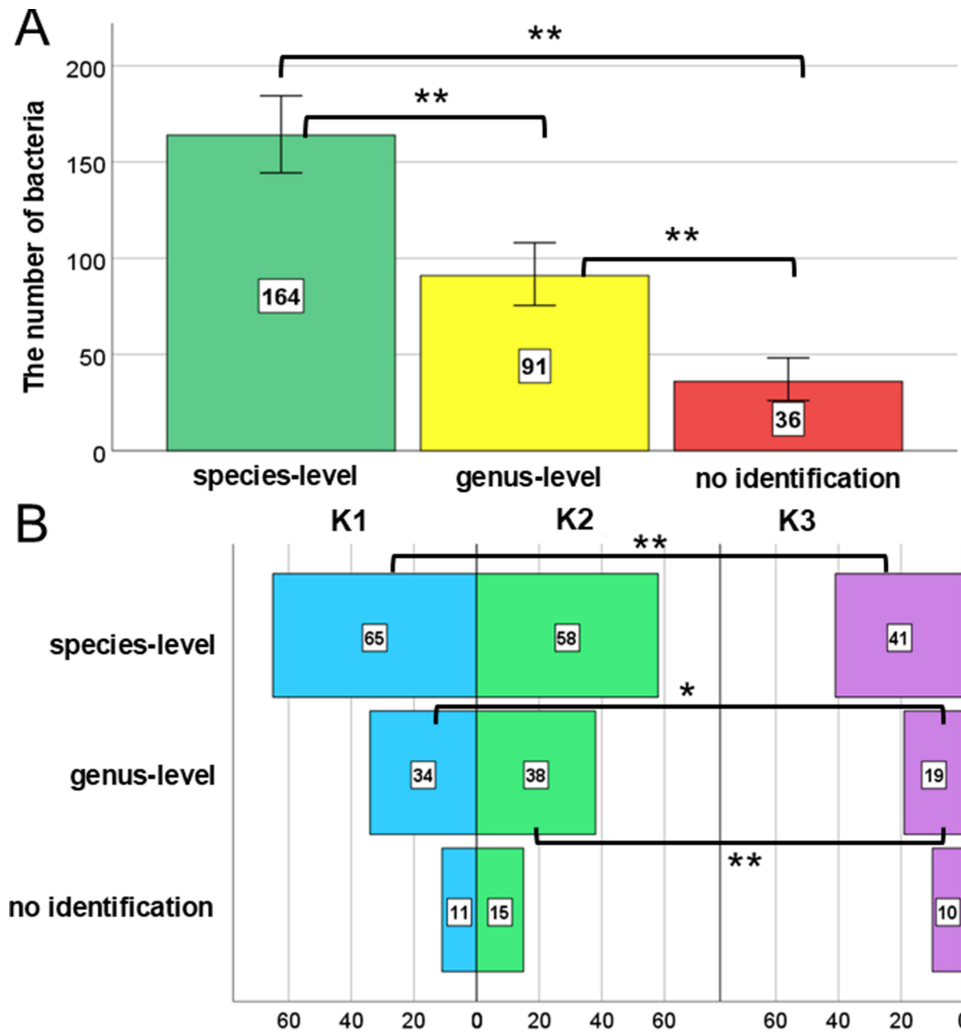 A
**
200
**
150
**
100
164
91
50
36
0
The number of bacteria
species-level genus-level no identification
B K1 K2 K3
**
species-level 65 58 41
*
genus-level 34 38 19
**
no identification 11 15 10
60 40 20 0 20 40 60 60 40 20